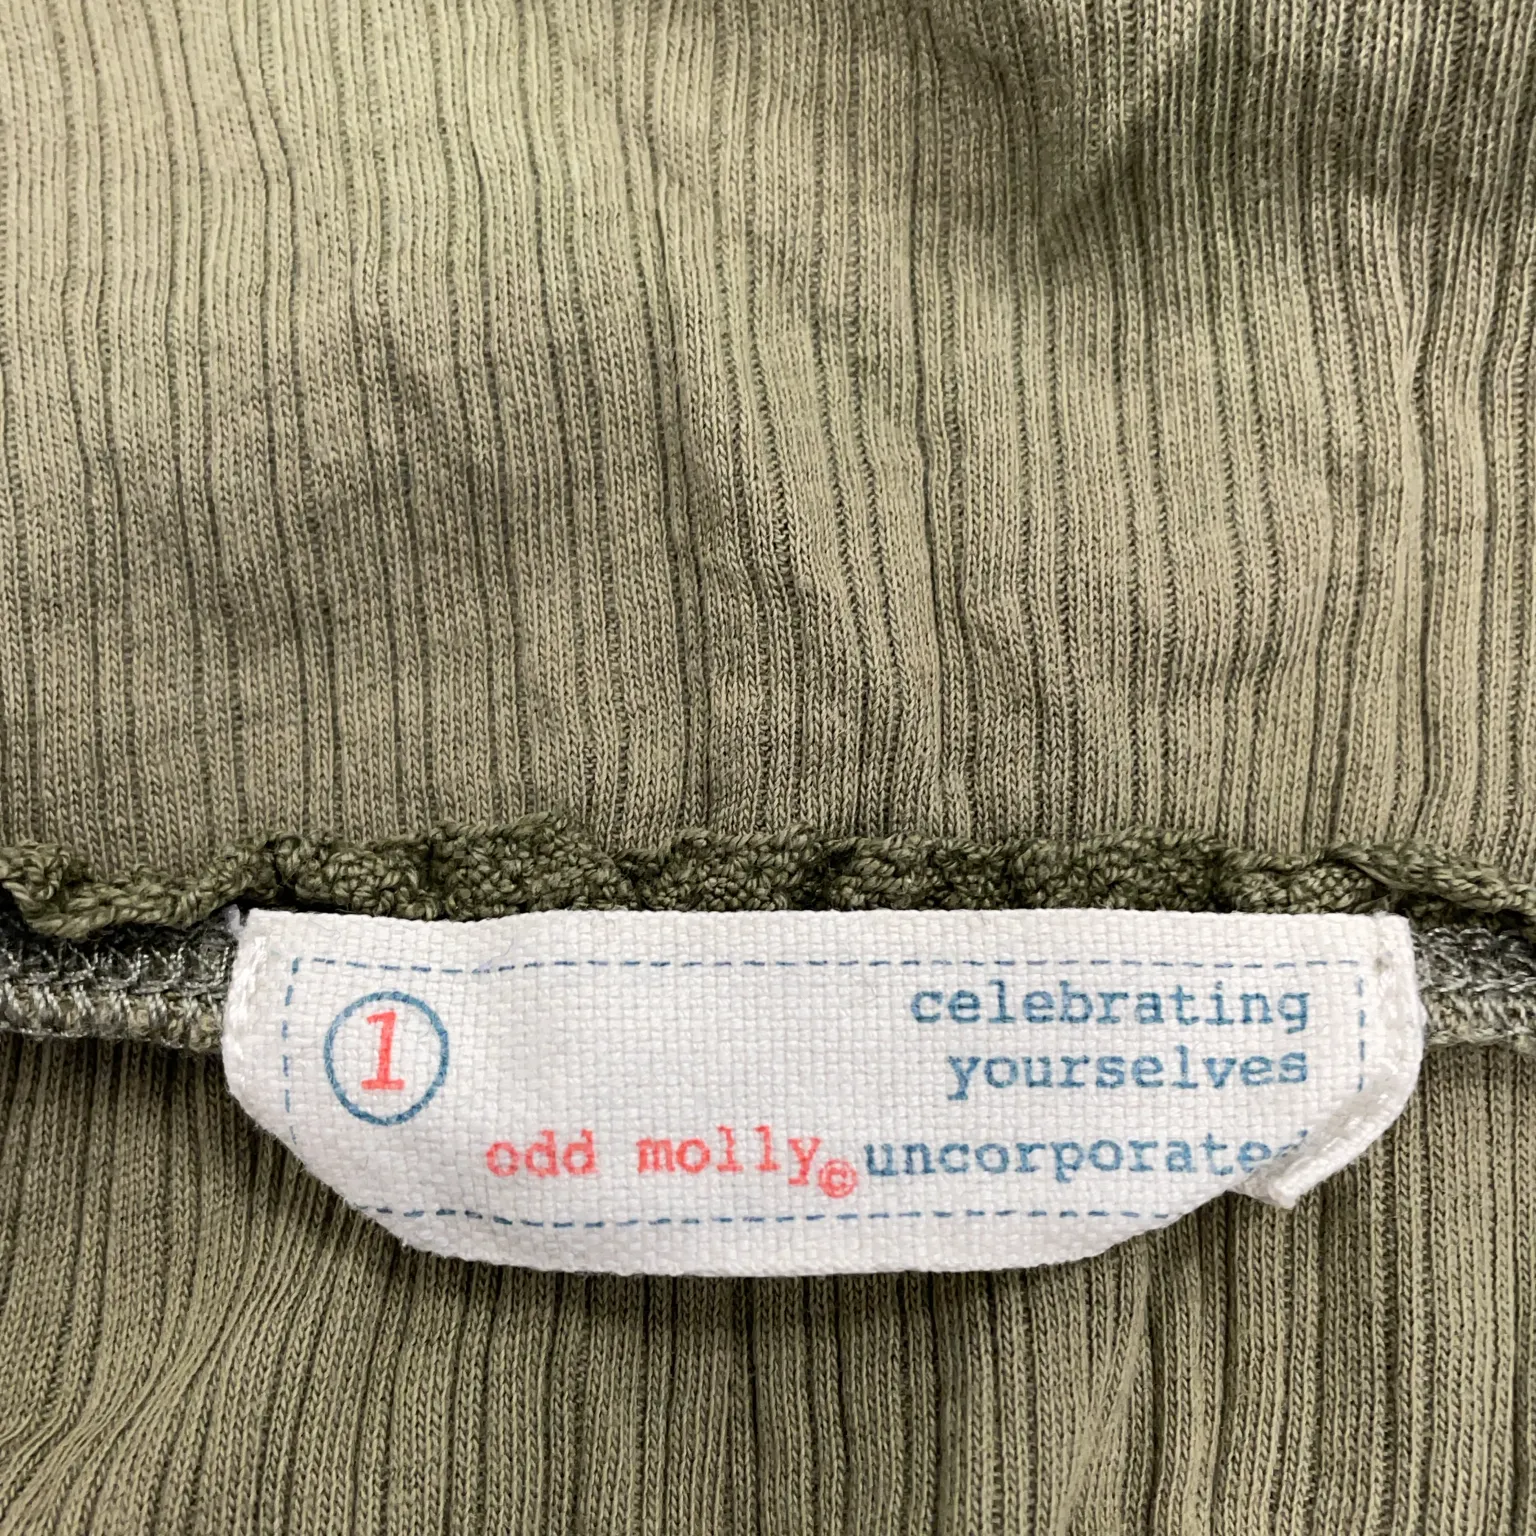 1
celebrating
yourselves
odd molly© uncorporated